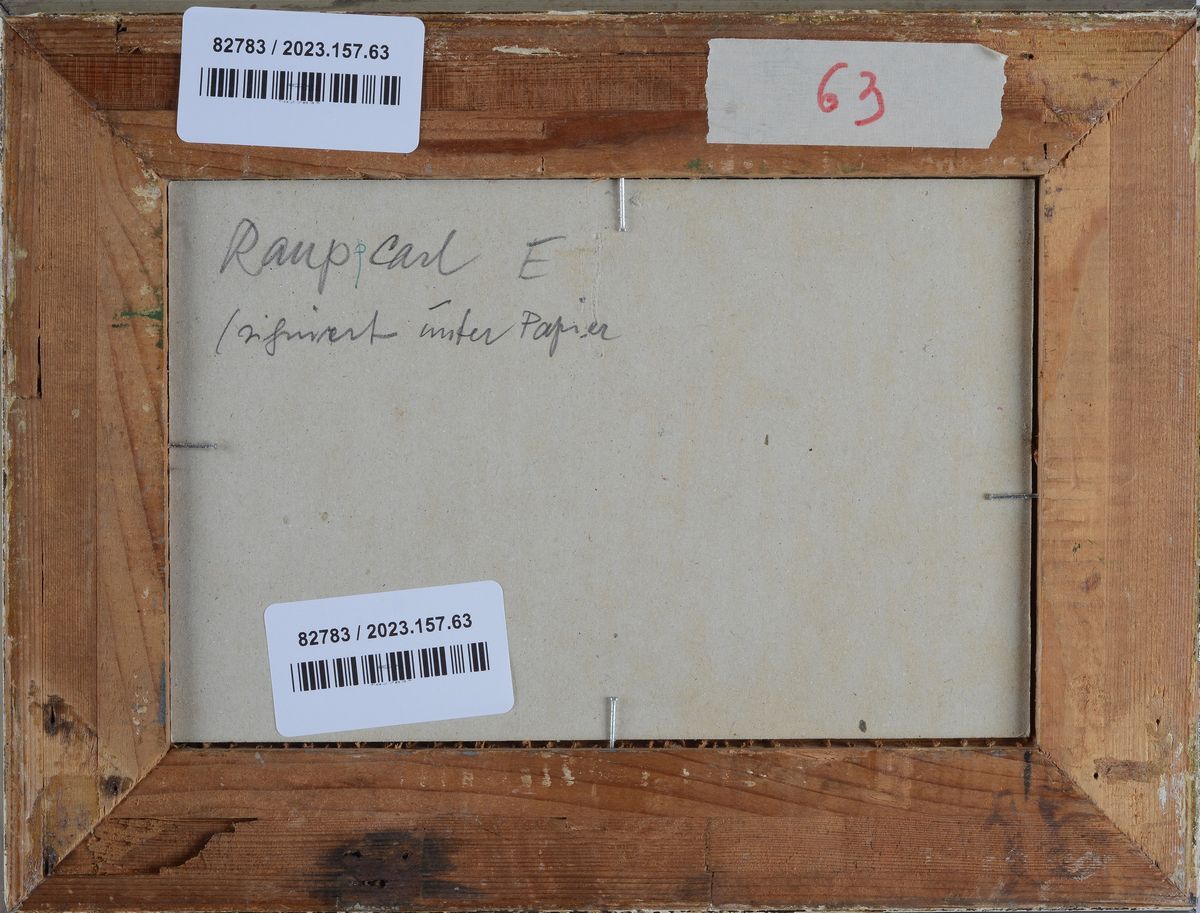 82783 / 2023.157.63
63
Raupp Carl E
(signiert unter Papier
82783 / 2023.157.63